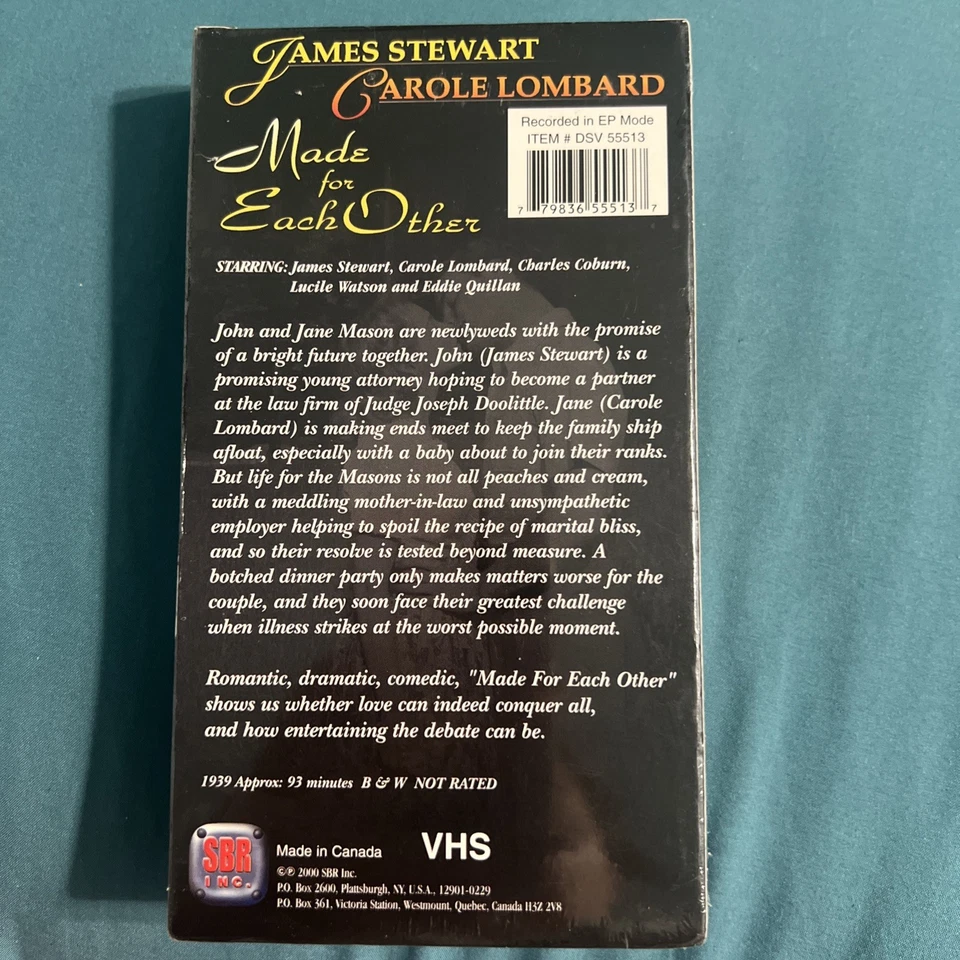 JAMES STEWART
CAROLE LOMBARD
Made
for
Each Other
Recorded in EP Mode
ITEM # DSV 55513
7 79836 55513 7
STARRING: James Stewart, Carole Lombard, Charles Coburn,
Lucile Watson and Eddie Quillan
John and Jane Mason are newlyweds with the promise
of a bright future together. John (James Stewart) is a
promising young attorney hoping to become a partner
at the law firm of Judge Joseph Doolittle. Jane (Carole
Lombard) is making ends meet to keep the family ship
afloat, especially with a baby about to join their ranks.
But life for the Masons is not all peaches and cream,
with a meddling mother-in-law and unsympathetic
employer helping to spoil the recipe of marital bliss,
and so their resolve is tested beyond measure. A
botched dinner party only makes matters worse for the
couple, and they soon face their greatest challenge
when illness strikes at the worst possible moment.
Romantic, dramatic, comedic, "Made For Each Other"
shows us whether love can indeed conquer all,
and how entertaining the debate can be.
1939 Approx: 93 minutes B & W NOT RATED
SBR
INC.
Made in Canada
VHS
©℗ 2000 SBR Inc.
P.O. Box 2600, Plattsburgh, NY, U.S.A., 12901-0229
P.O. Box 361, Victoria Station, Westmount, Quebec, Canada H3Z 2V8